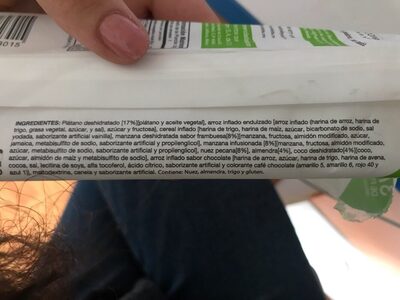 INGREDIENTES: Plátano deshidratado [17%][plátano y aceite vegetal], arroz inflado endulzado [arroz inflado (harina de arroz, harina de
trigo, grasa vegetal, azúcar, y sal), azúcar y fructosa], cereal inflado [harina de trigo, harina de maíz, azúcar, bicarbonato de sodio, sal
yodada, saborizante artificial vainilla], manzana deshidratada sabor frambuesa[8%][manzana, fructosa, almidón modificado, azúcar,
jamaica, metabisulfito de sodio, saborizante artificial y propilenglicol], manzana infusionada [8%][manzana, fructosa, almidón modificado,
azúcar, metabisulfito de sodio, saborizante artificial y propilenglicol], nuez pecana[8%], almendra[4%], coco deshidratado[4%][coco,
azúcar, almidón de maíz y metabisulfito de sodio], arroz inflado sabor chocolate [harina de arroz, azúcar, harina de trigo, harina de avena,
cocoa, sal, lecitina de soya, alfa tocoferol, ácido cítrico, saborizante artificial y colorante café chocolate (amarillo 5, amarillo 6, rojo 40 y
azul 1)], maltodextrina, canela y saborizante artificial. Contiene: Nuez, almendra, trigo y gluten.